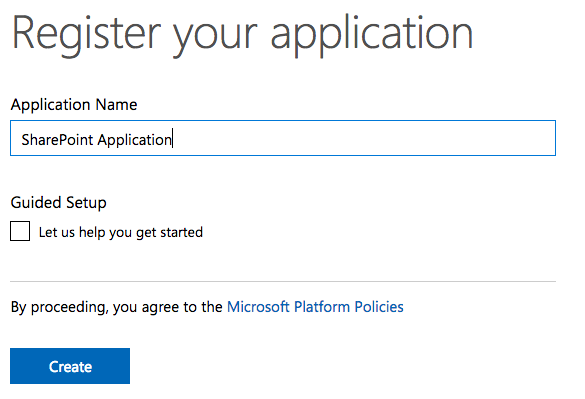 Register your application
Application Name
SharePoint Application
Guided Setup
Let us help you get started
By proceeding, you agree to the Microsoft Platform Policies
Create